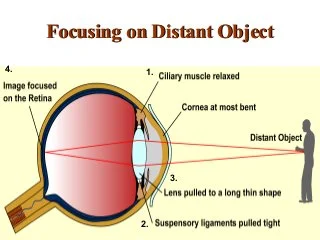 Focusing on Distant Object
4.
Image focused
on the Retina
1.
Ciliary muscle relaxed
Cornea at most bent
Distant Object
3.
Lens pulled to a long thin shape
2.
Suspensory ligaments pulled tight